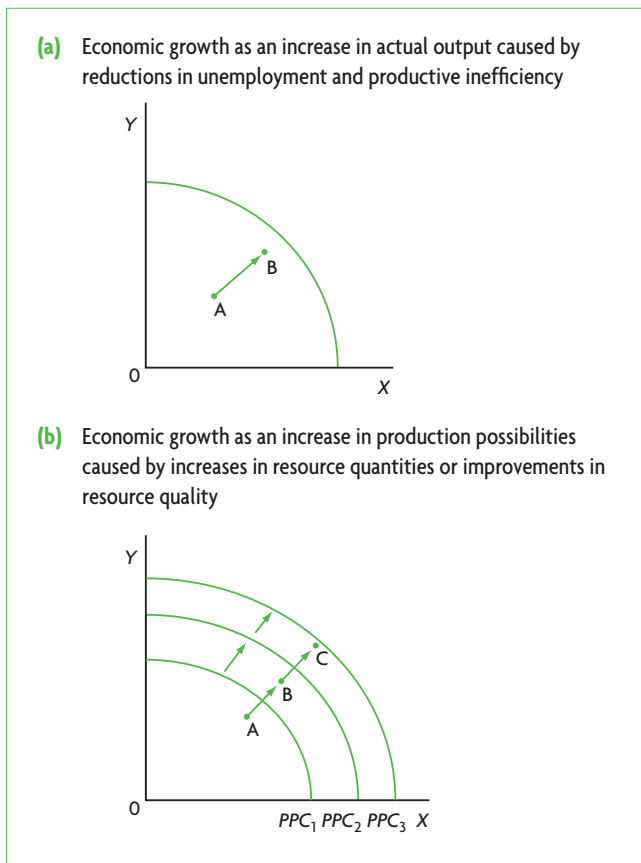 (a) Economic growth as an increase in actual output caused by
reductions in unemployment and productive inefficiency
Y
B
A
0
X
(b) Economic growth as an increase in production possibilities
caused by increases in resource quantities or improvements in
resource quality
Y
C
B
A
0
PPC₁ PPC₂ PPC₃ X